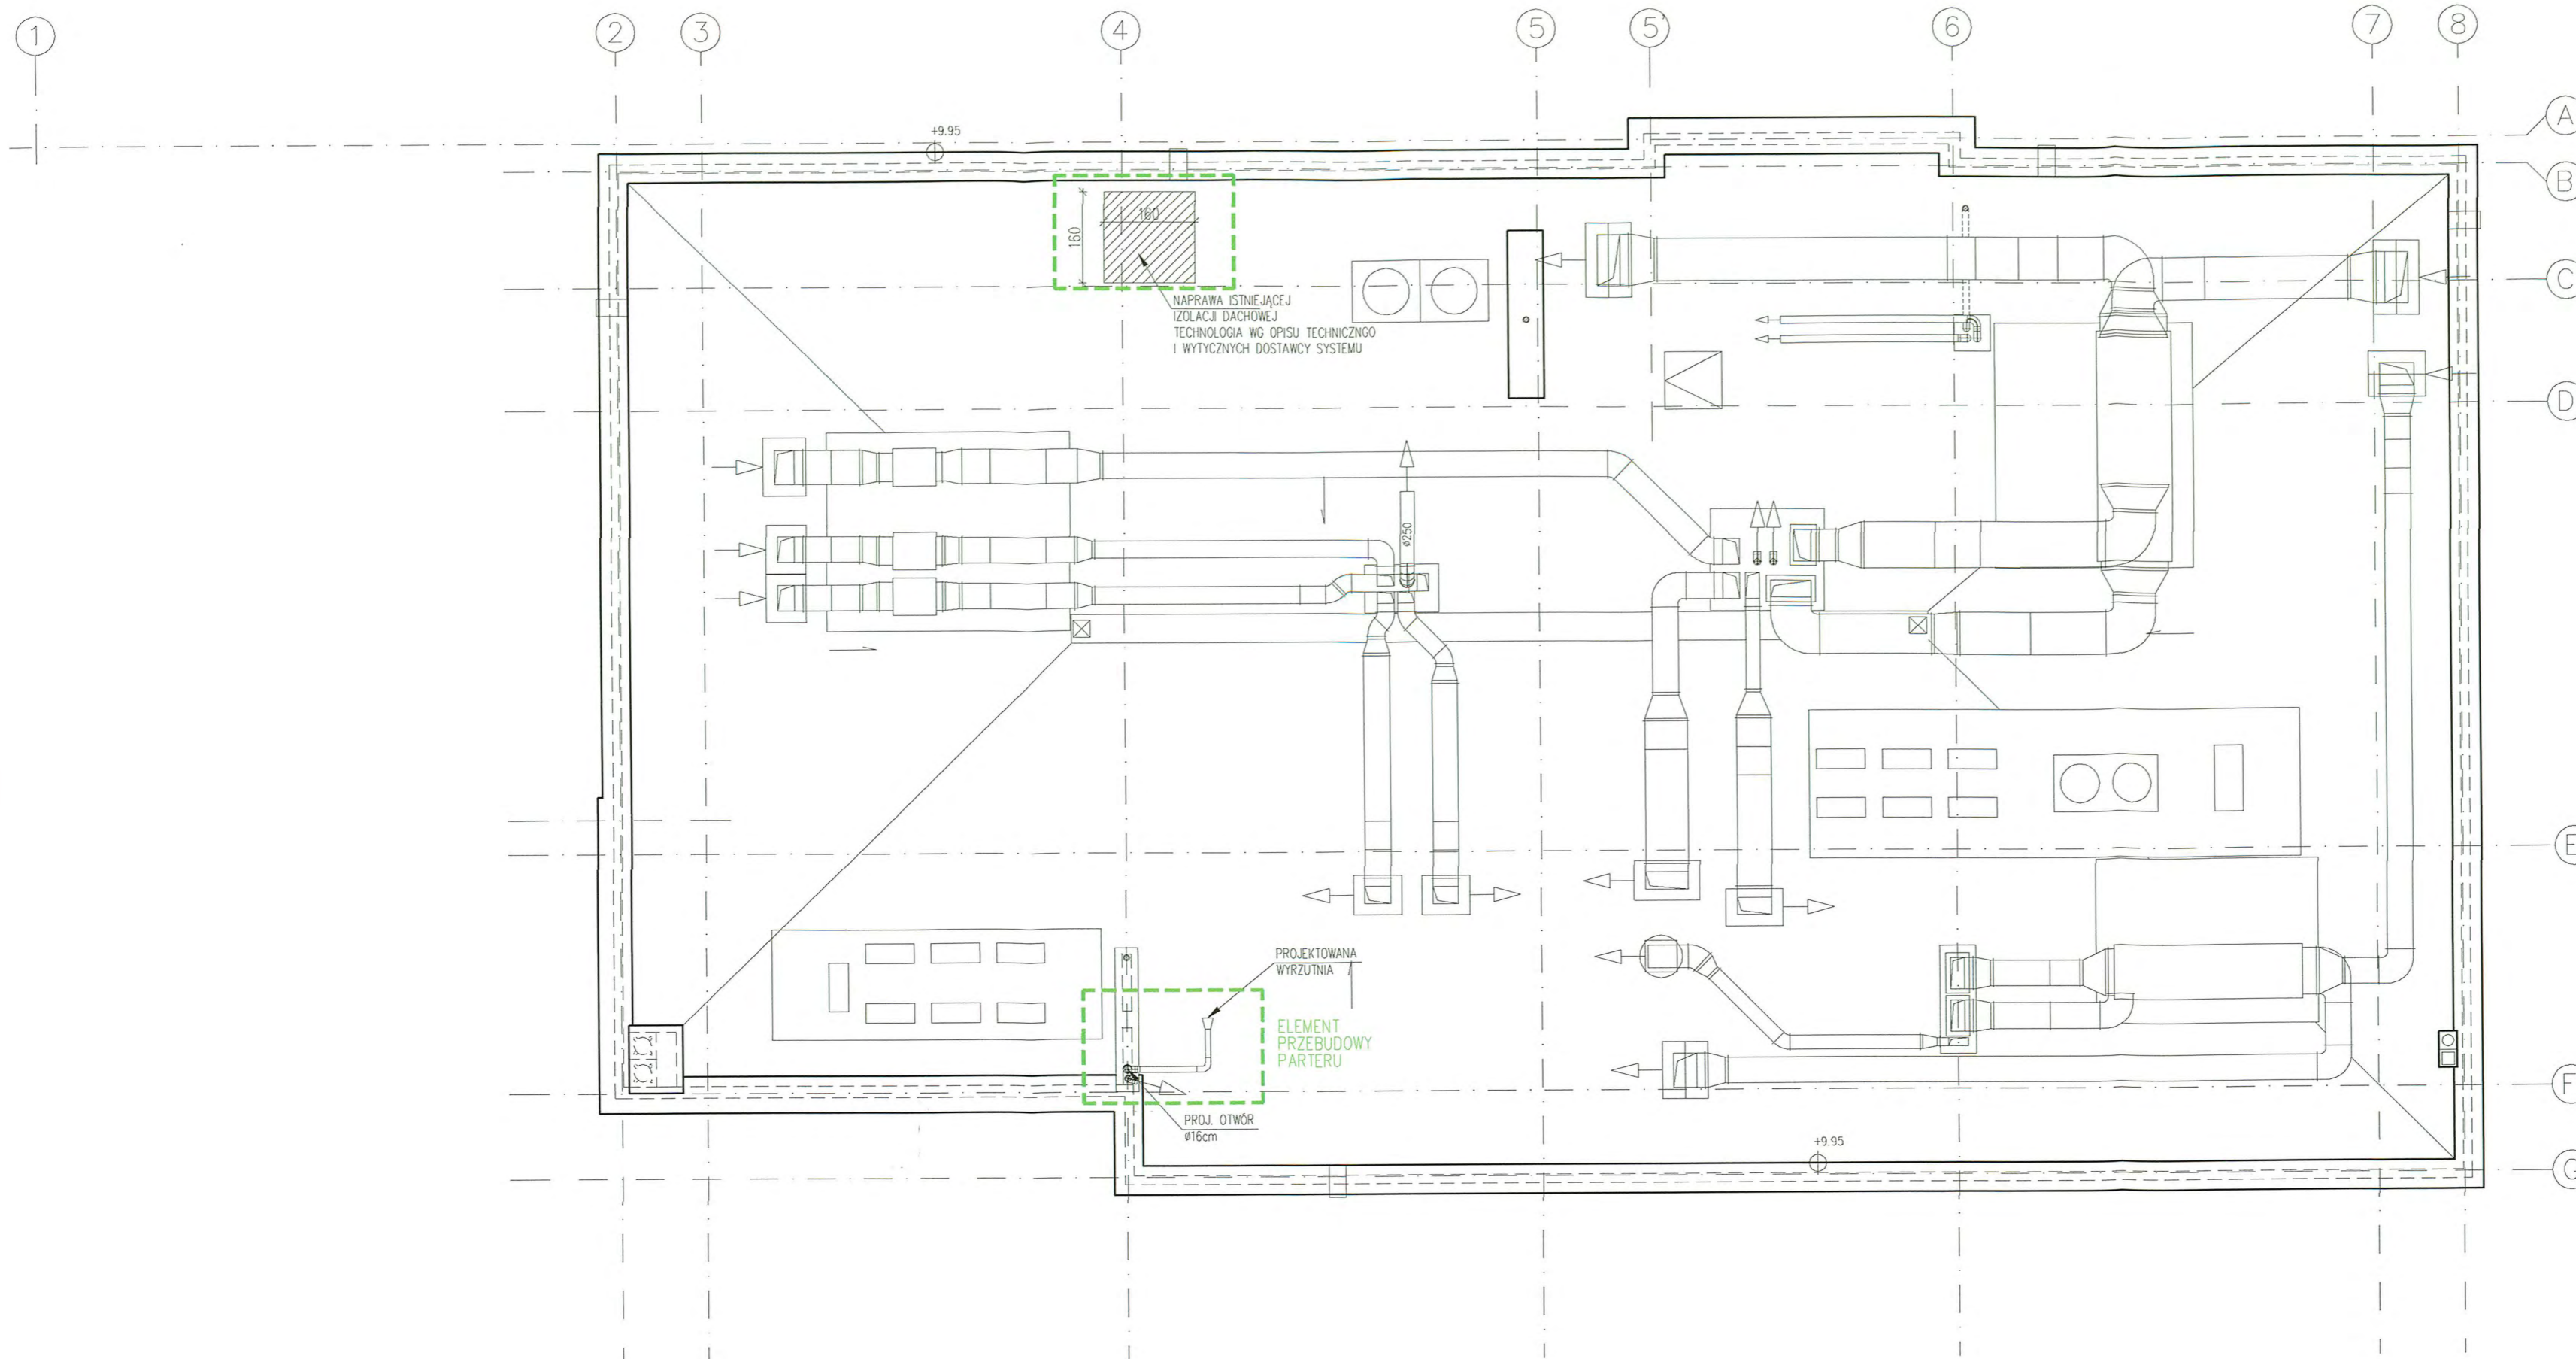 1
2
3
4
5
5'
6
7
8
A
B
C
D
E
F
G
+9.95
160
160
NAPRAWA ISTNIEJĄCEJ
IZOLACJI DACHOWEJ
TECHNOLOGIA WG OPISU TECHNICZNGO
I WYTYCZNYCH DOSTAWCY SYSTEMU
ø250
PROJEKTOWANA
WYRZUTNIA
ELEMENT
PRZEBUDOWY
PARTERU
PROJ. OTWÓR
ø16cm
+9.95